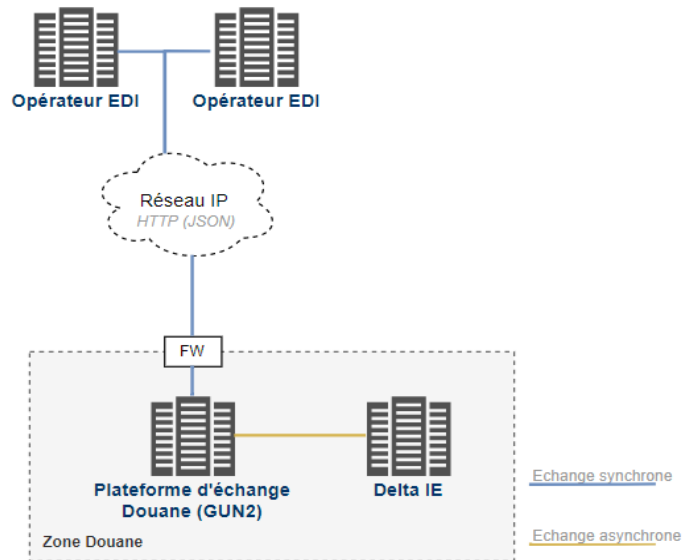 Opérateur EDI
Opérateur EDI
Réseau IP
HTTP (JSON)
FW
Plateforme d'échange
Douane (GUN2)
Delta IE
Zone Douane
Echange synchrone
Echange asynchrone